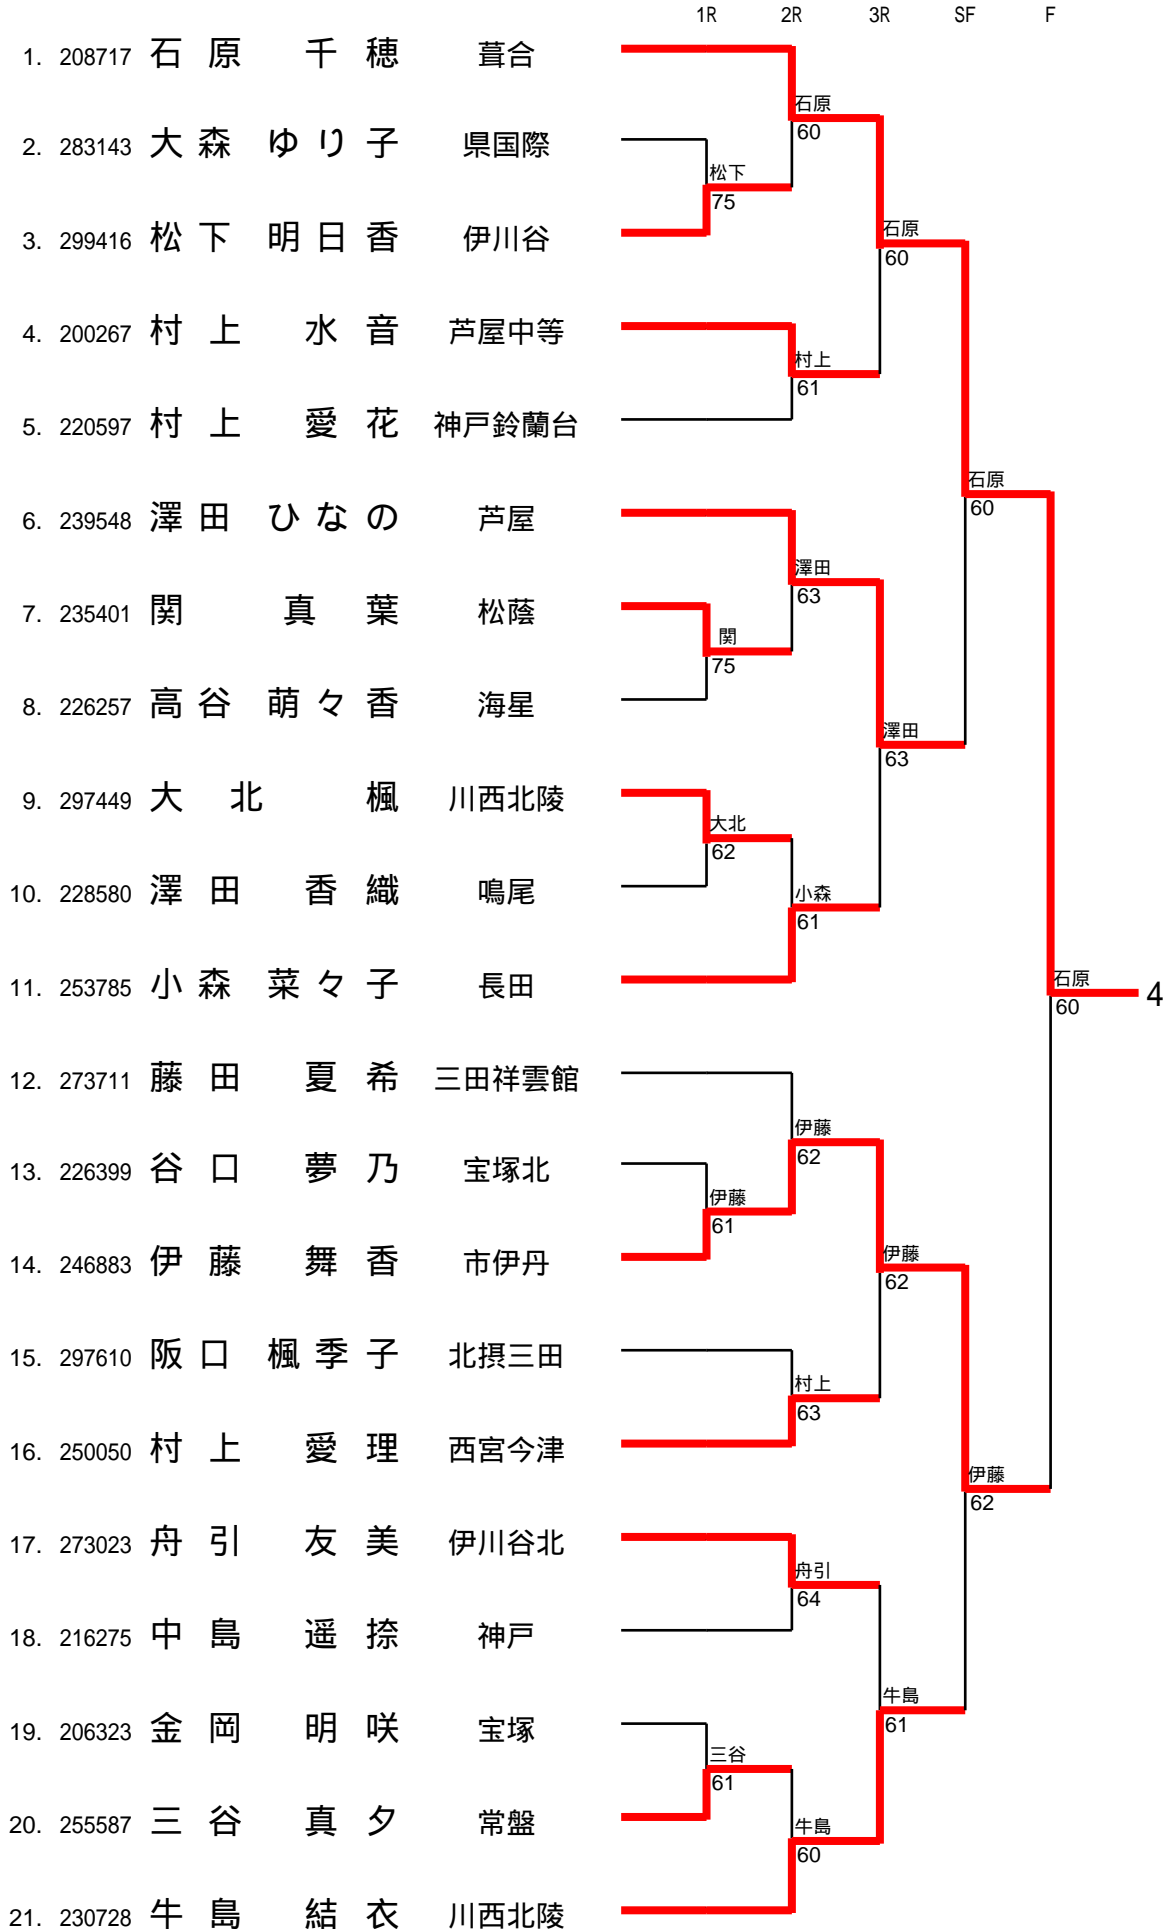 1R 2R 3R SF F
1. 208717 石原 千穂 葺合
石原
60
2. 283143 大森 ゆり子 県国際
松下
75
3. 299416 松下 明日香 伊川谷
石原
60
4. 200267 村上 水音 芦屋中等
村上
61
5. 220597 村上 愛花 神戸鈴蘭台
石原
60
6. 239548 澤田 ひなの 芦屋
澤田
63
7. 235401 関 真葉 松蔭
関
75
8. 226257 高谷 萌々香 海星
澤田
63
9. 297449 大北 楓 川西北陵
大北
62
10. 228580 澤田 香織 鳴尾
小森
61
11. 253785 小森 菜々子 長田
石原
60
4
12. 273711 藤田 夏希 三田祥雲館
伊藤
62
13. 226399 谷口 夢乃 宝塚北
伊藤
61
14. 246883 伊藤 舞香 市伊丹
伊藤
62
15. 297610 阪口 楓季子 北摂三田
村上
63
16. 250050 村上 愛理 西宮今津
伊藤
62
17. 273023 舟引 友美 伊川谷北
舟引
64
18. 216275 中島 遥捺 神戸
牛島
61
19. 206323 金岡 明咲 宝塚
三谷
61
20. 255587 三谷 真夕 常盤
牛島
60
21. 230728 牛島 結衣 川西北陵